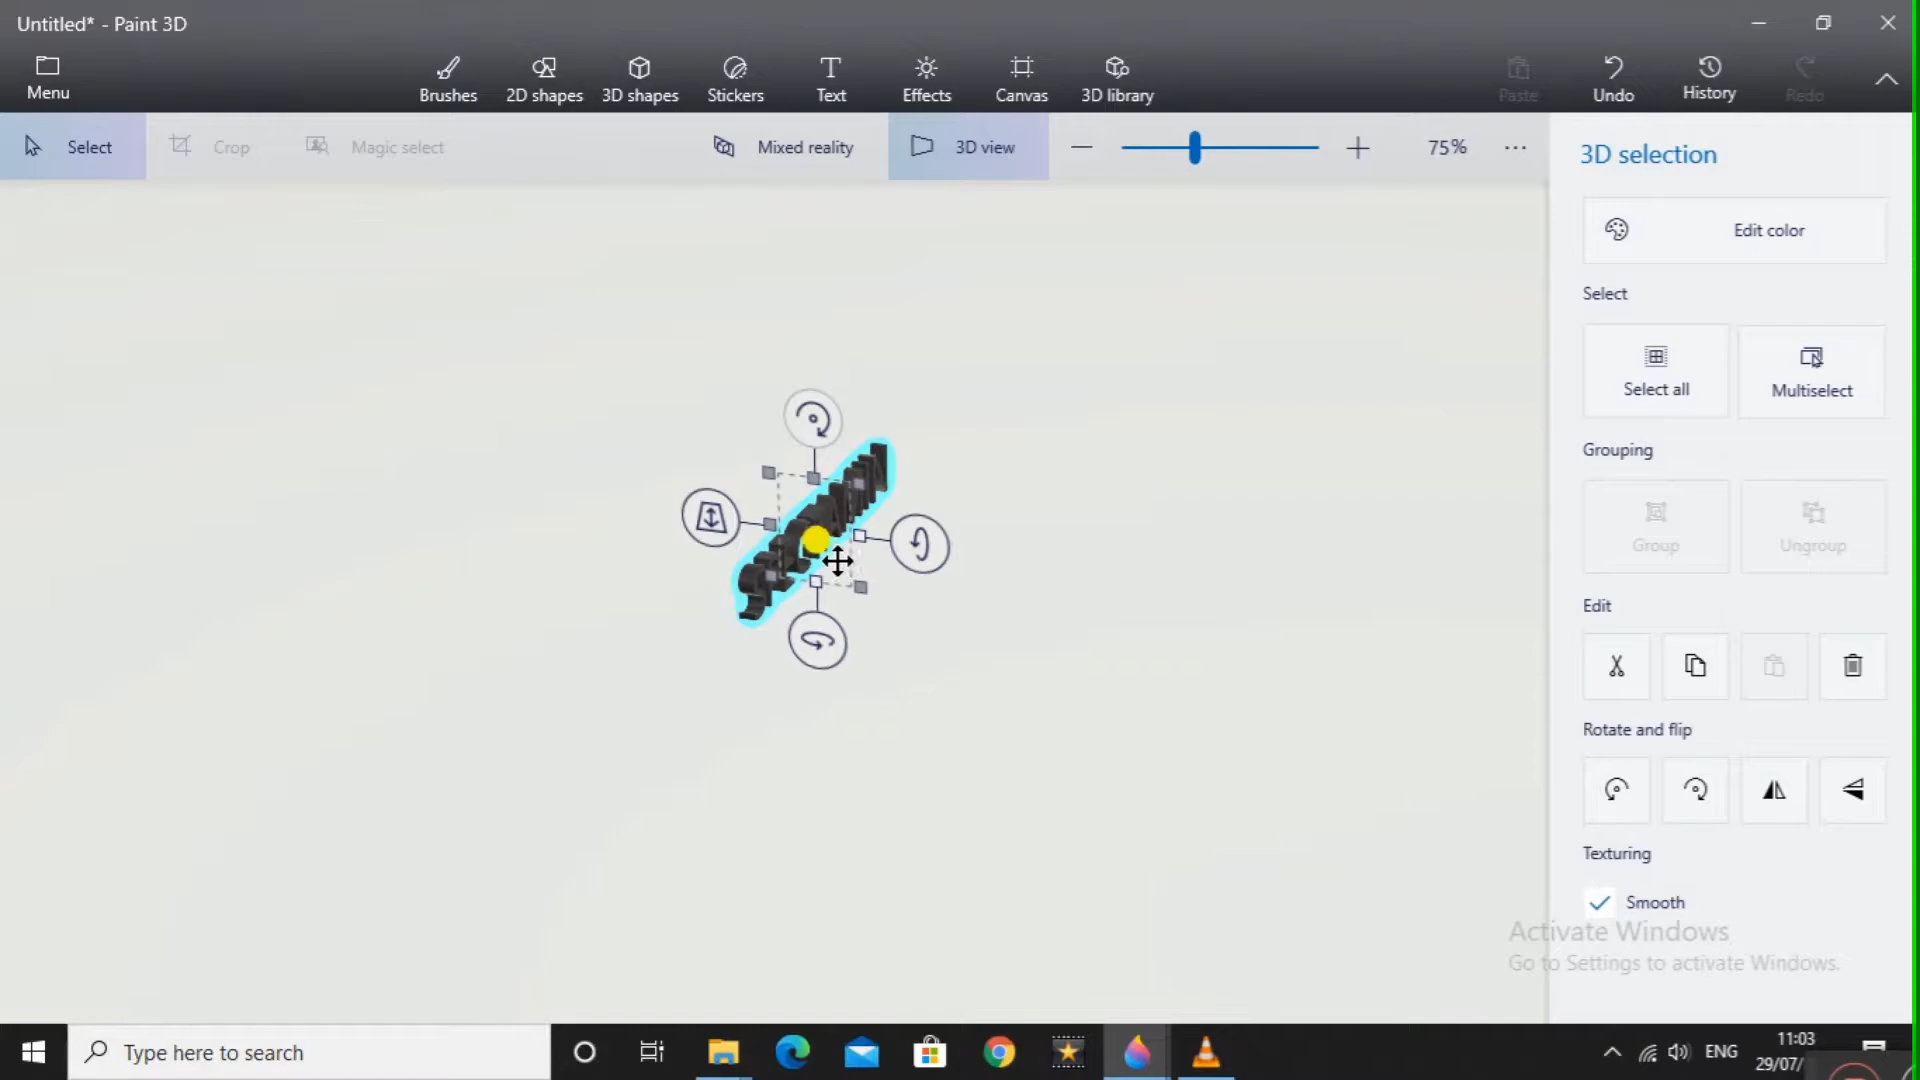 Untitled* - Paint 3D
Menu
Brushes
2D shapes
3D shapes
Stickers
Text
Effects
Canvas
3D library
Paste
Undo
History
Redo
Select
Crop
Magic select
Mixed reality
3D view
75%
3D selection
Edit color
Select
Select all
Multiselect
Grouping
Group
Ungroup
Edit
Rotate and flip
Texturing
Smooth
Activate Windows
Go to Settings to activate Windows.
Type here to search
ENG
11:03
29/07/